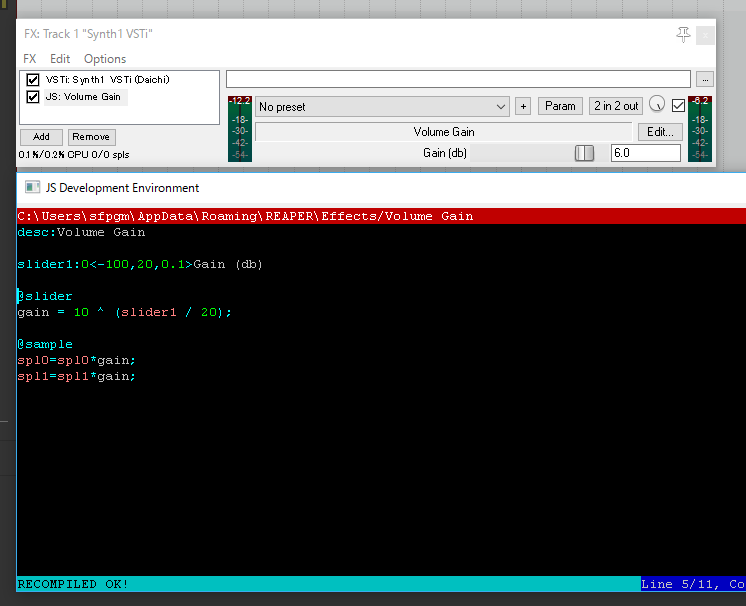 FX: Track 1 "Synth1 VSTi"
FX Edit Options
VSTi: Synth1 VSTi (Daichi)
JS: Volume Gain
Add Remove
0.1%/0.2% CPU 0/0 spls
...
-12.2 No preset + Param 2 in 2 out -6.2
-18- -18-
-30- Volume Gain Edit... -30-
-42- -42-
-54- Gain (db) 6.0 -54-
JS Development Environment
C:\Users\sfpgm\AppData\Roaming\REAPER\Effects/Volume Gain
desc:Volume Gain
slider1:0<-100,20,0.1>Gain (db)
@slider
gain = 10 ^ (slider1 / 20);
@sample
spl0=spl0*gain;
spl1=spl1*gain;
RECOMPILED OK! Line 5/11, Co